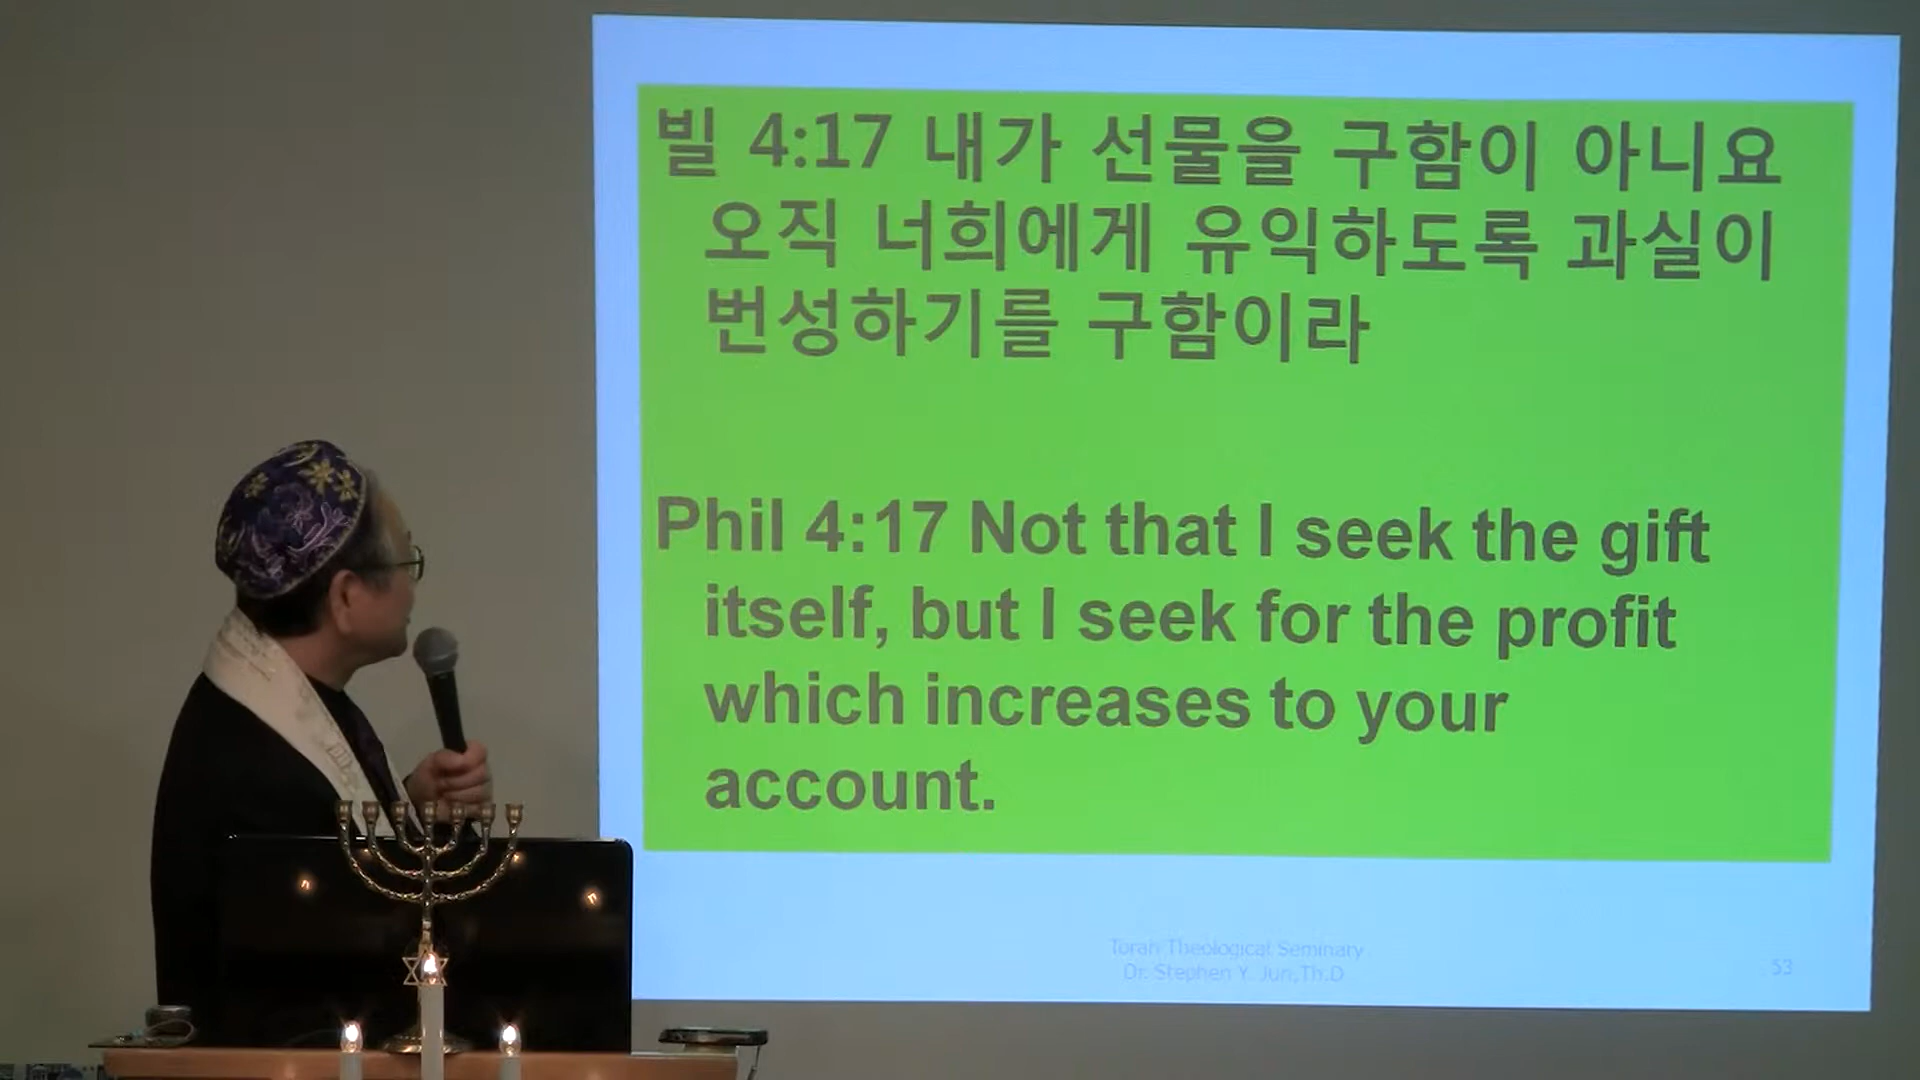 빌 4:17 내가 선물을 구함이 아니요
오직 너희에게 유익하도록 과실이
번성하기를 구함이라
Phil 4:17 Not that I seek the gift
itself, but I seek for the profit
which increases to your
account.
Torah Theological Seminary
Dr. Stephen Y. Jun,Th.D
53